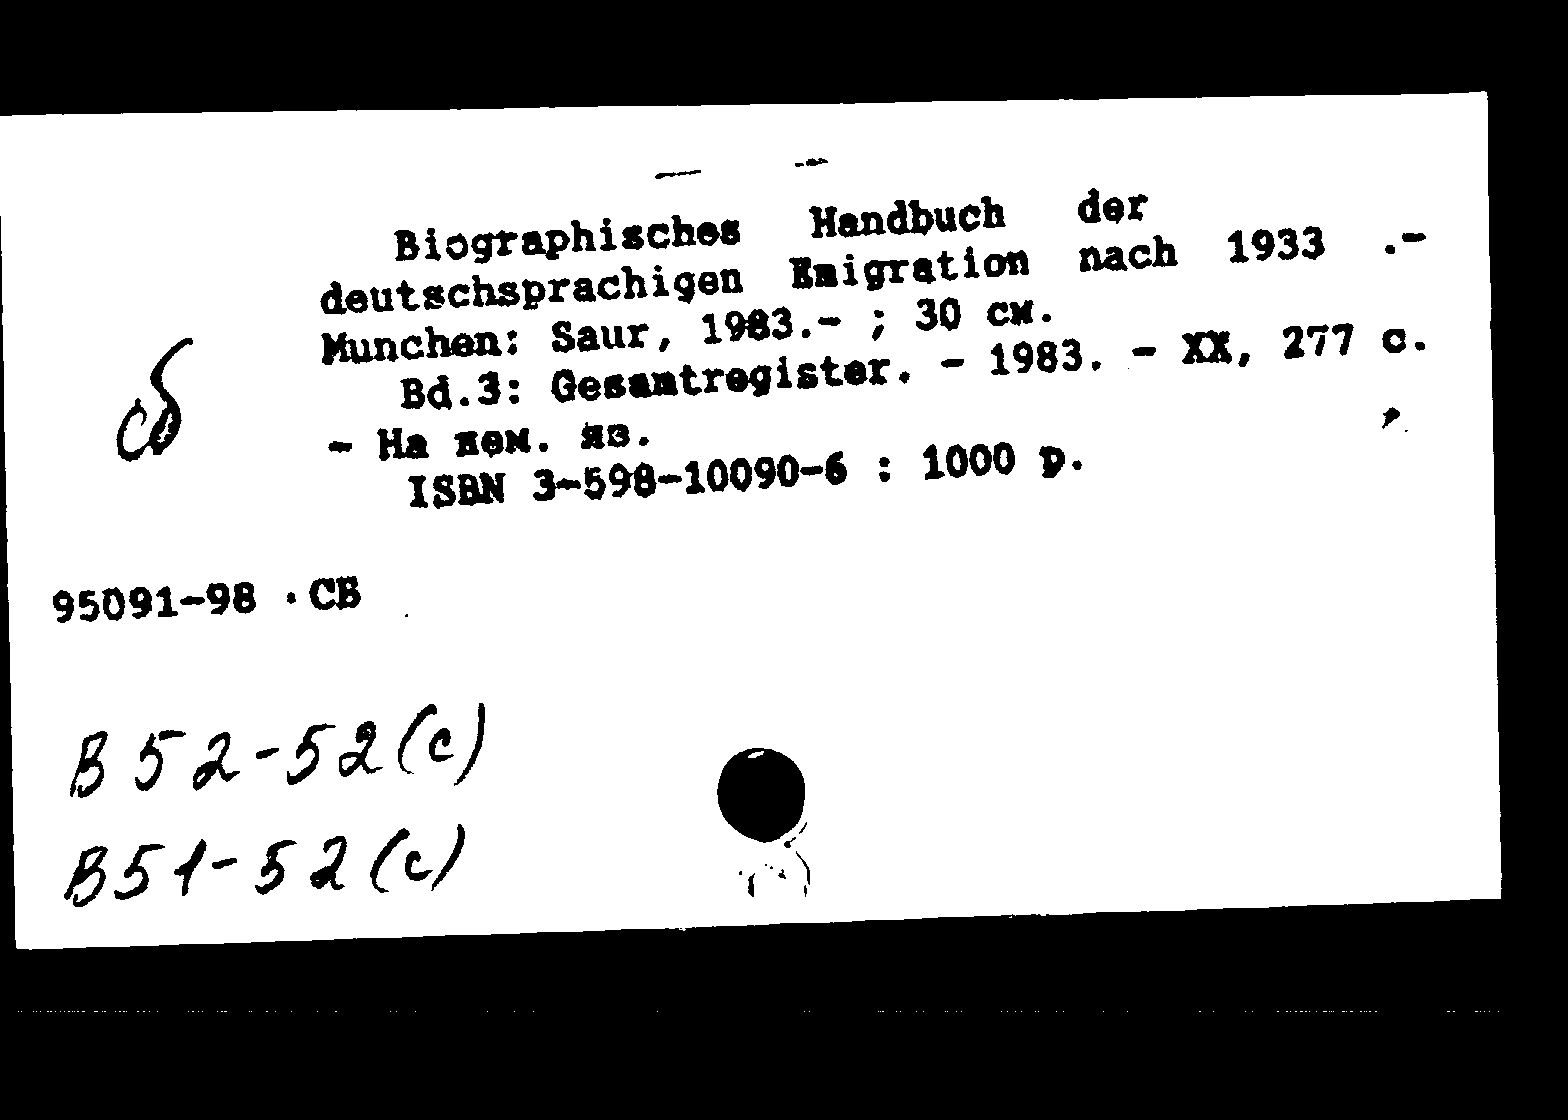 Biographisches Handbuch der
deutschsprachigen Emigration nach 1933 .-
Munchen: Saur, 1983.- ; 30 см.
Bd.3: Gesamtregister. - 1983. - XX, 277 с.
- На нем. яз.
ISBN 3-598-10090-6 : 1000 р.
сб
95091-98 · СБ
В 52-52(с)
В51-52(с)